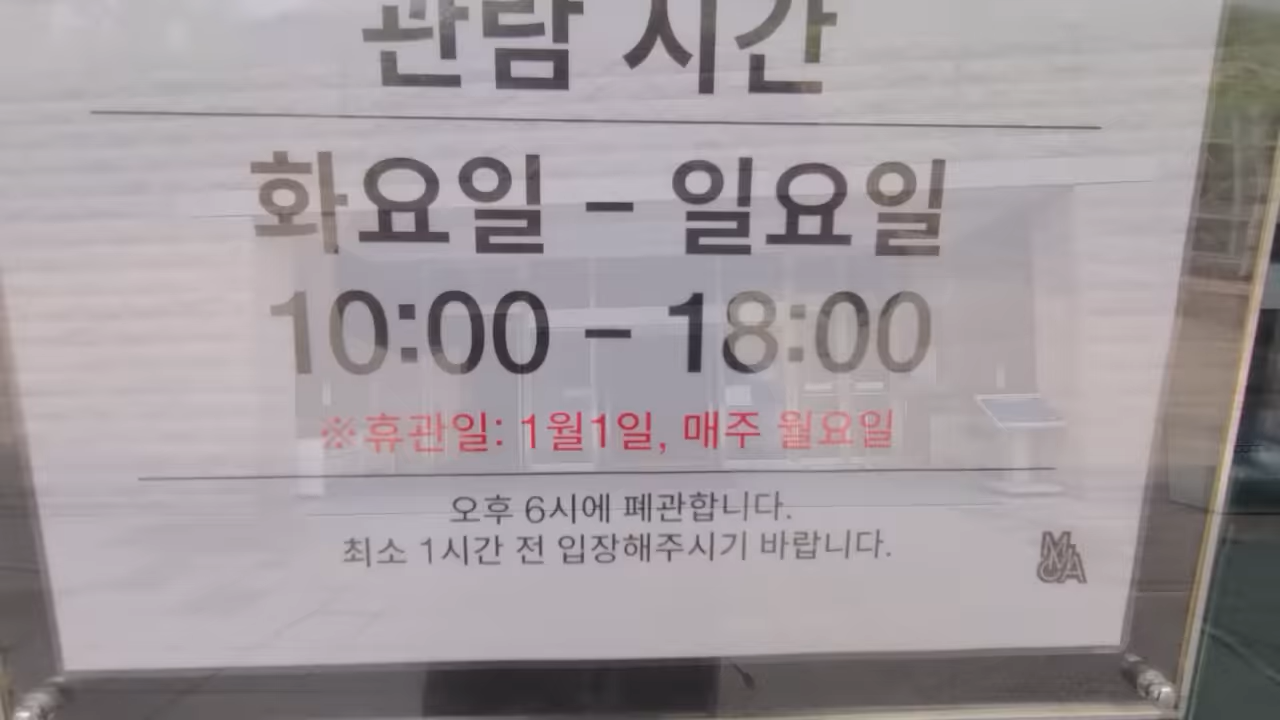 관람 시간
화요일 - 일요일
10:00 - 18:00
※휴관일: 1월1일, 매주 월요일
오후 6시에 폐관합니다.
최소 1시간 전 입장해주시기 바랍니다.
MMCA